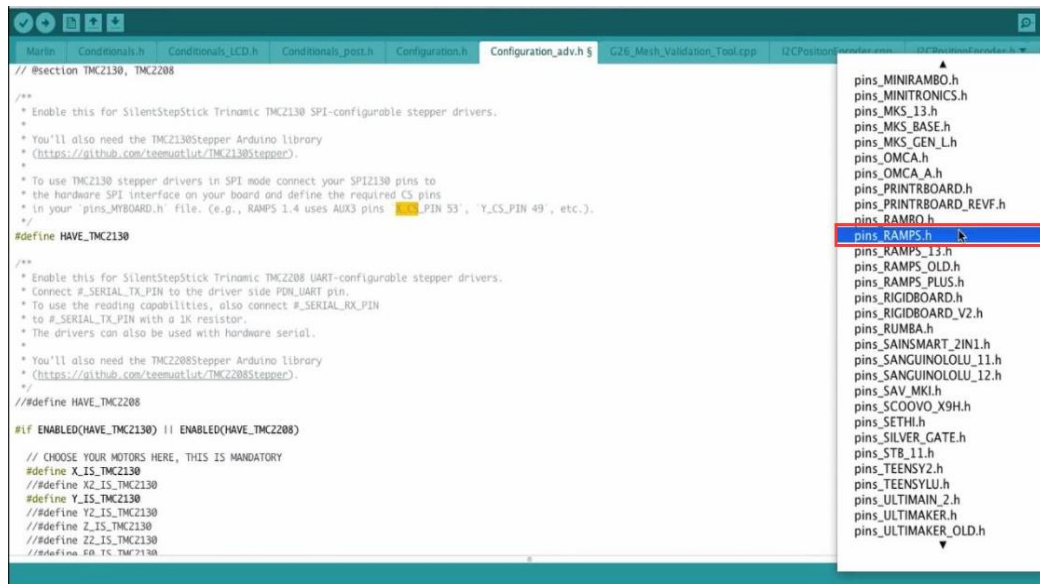 Marlin Conditionals.h Conditionals_LCD.h Conditionals_post.h Configuration.h Configuration_adv.h § G26_Mesh_Validation_Tool.cpp I2CPositionEncoder.cpp I2CPositionEncoder.h
// @section TMC2130, TMC2208
/**
* Enable this for SilentStepStick Trinamic TMC2130 SPI-configurable stepper drivers.
*
* You'll also need the TMC2130Stepper Arduino library
* (https://github.com/teemuatlut/TMC2130Stepper).
*
* To use TMC2130 stepper drivers in SPI mode connect your SPI2130 pins to
* the hardware SPI interface on your board and define the required CS pins
* in your `pins_MYBOARD.h` file. (e.g., RAMPS 1.4 uses AUX3 pins `X_CS_PIN 53`, `Y_CS_PIN 49`, etc.).
*/
#define HAVE_TMC2130
/**
* Enable this for SilentStepStick Trinamic TMC2208 UART-configurable stepper drivers.
* Connect #_SERIAL_TX_PIN to the driver side PDN_UART pin.
* To use the reading capabilities, also connect #_SERIAL_RX_PIN
* to #_SERIAL_TX_PIN with a 1K resistor.
* The drivers can also be used with hardware serial.
*
* You'll also need the TMC2208Stepper Arduino library
* (https://github.com/teemuatlut/TMC2208Stepper).
*/
//#define HAVE_TMC2208
#if ENABLED(HAVE_TMC2130) || ENABLED(HAVE_TMC2208)
// CHOOSE YOUR MOTORS HERE, THIS IS MANDATORY
#define X_IS_TMC2130
//#define X2_IS_TMC2130
#define Y_IS_TMC2130
//#define Y2_IS_TMC2130
//#define Z_IS_TMC2130
//#define Z2_IS_TMC2130
//#define E0_IS_TMC2130
pins_MINIRAMBO.h
pins_MINITRONICS.h
pins_MKS_13.h
pins_MKS_BASE.h
pins_MKS_GEN_L.h
pins_OMCA.h
pins_OMCA_A.h
pins_PRINTRBOARD.h
pins_PRINTRBOARD_REVF.h
pins_RAMBO.h
pins_RAMPS.h
pins_RAMPS_13.h
pins_RAMPS_OLD.h
pins_RAMPS_PLUS.h
pins_RIGIDBOARD.h
pins_RIGIDBOARD_V2.h
pins_RUMBA.h
pins_SAINSMART_2IN1.h
pins_SANGUINOLOLU_11.h
pins_SANGUINOLOLU_12.h
pins_SAV_MKI.h
pins_SCOOVO_X9H.h
pins_SETHI.h
pins_SILVER_GATE.h
pins_STB_11.h
pins_TEENSY2.h
pins_TEENSYLU.h
pins_ULTIMAIN_2.h
pins_ULTIMAKER.h
pins_ULTIMAKER_OLD.h